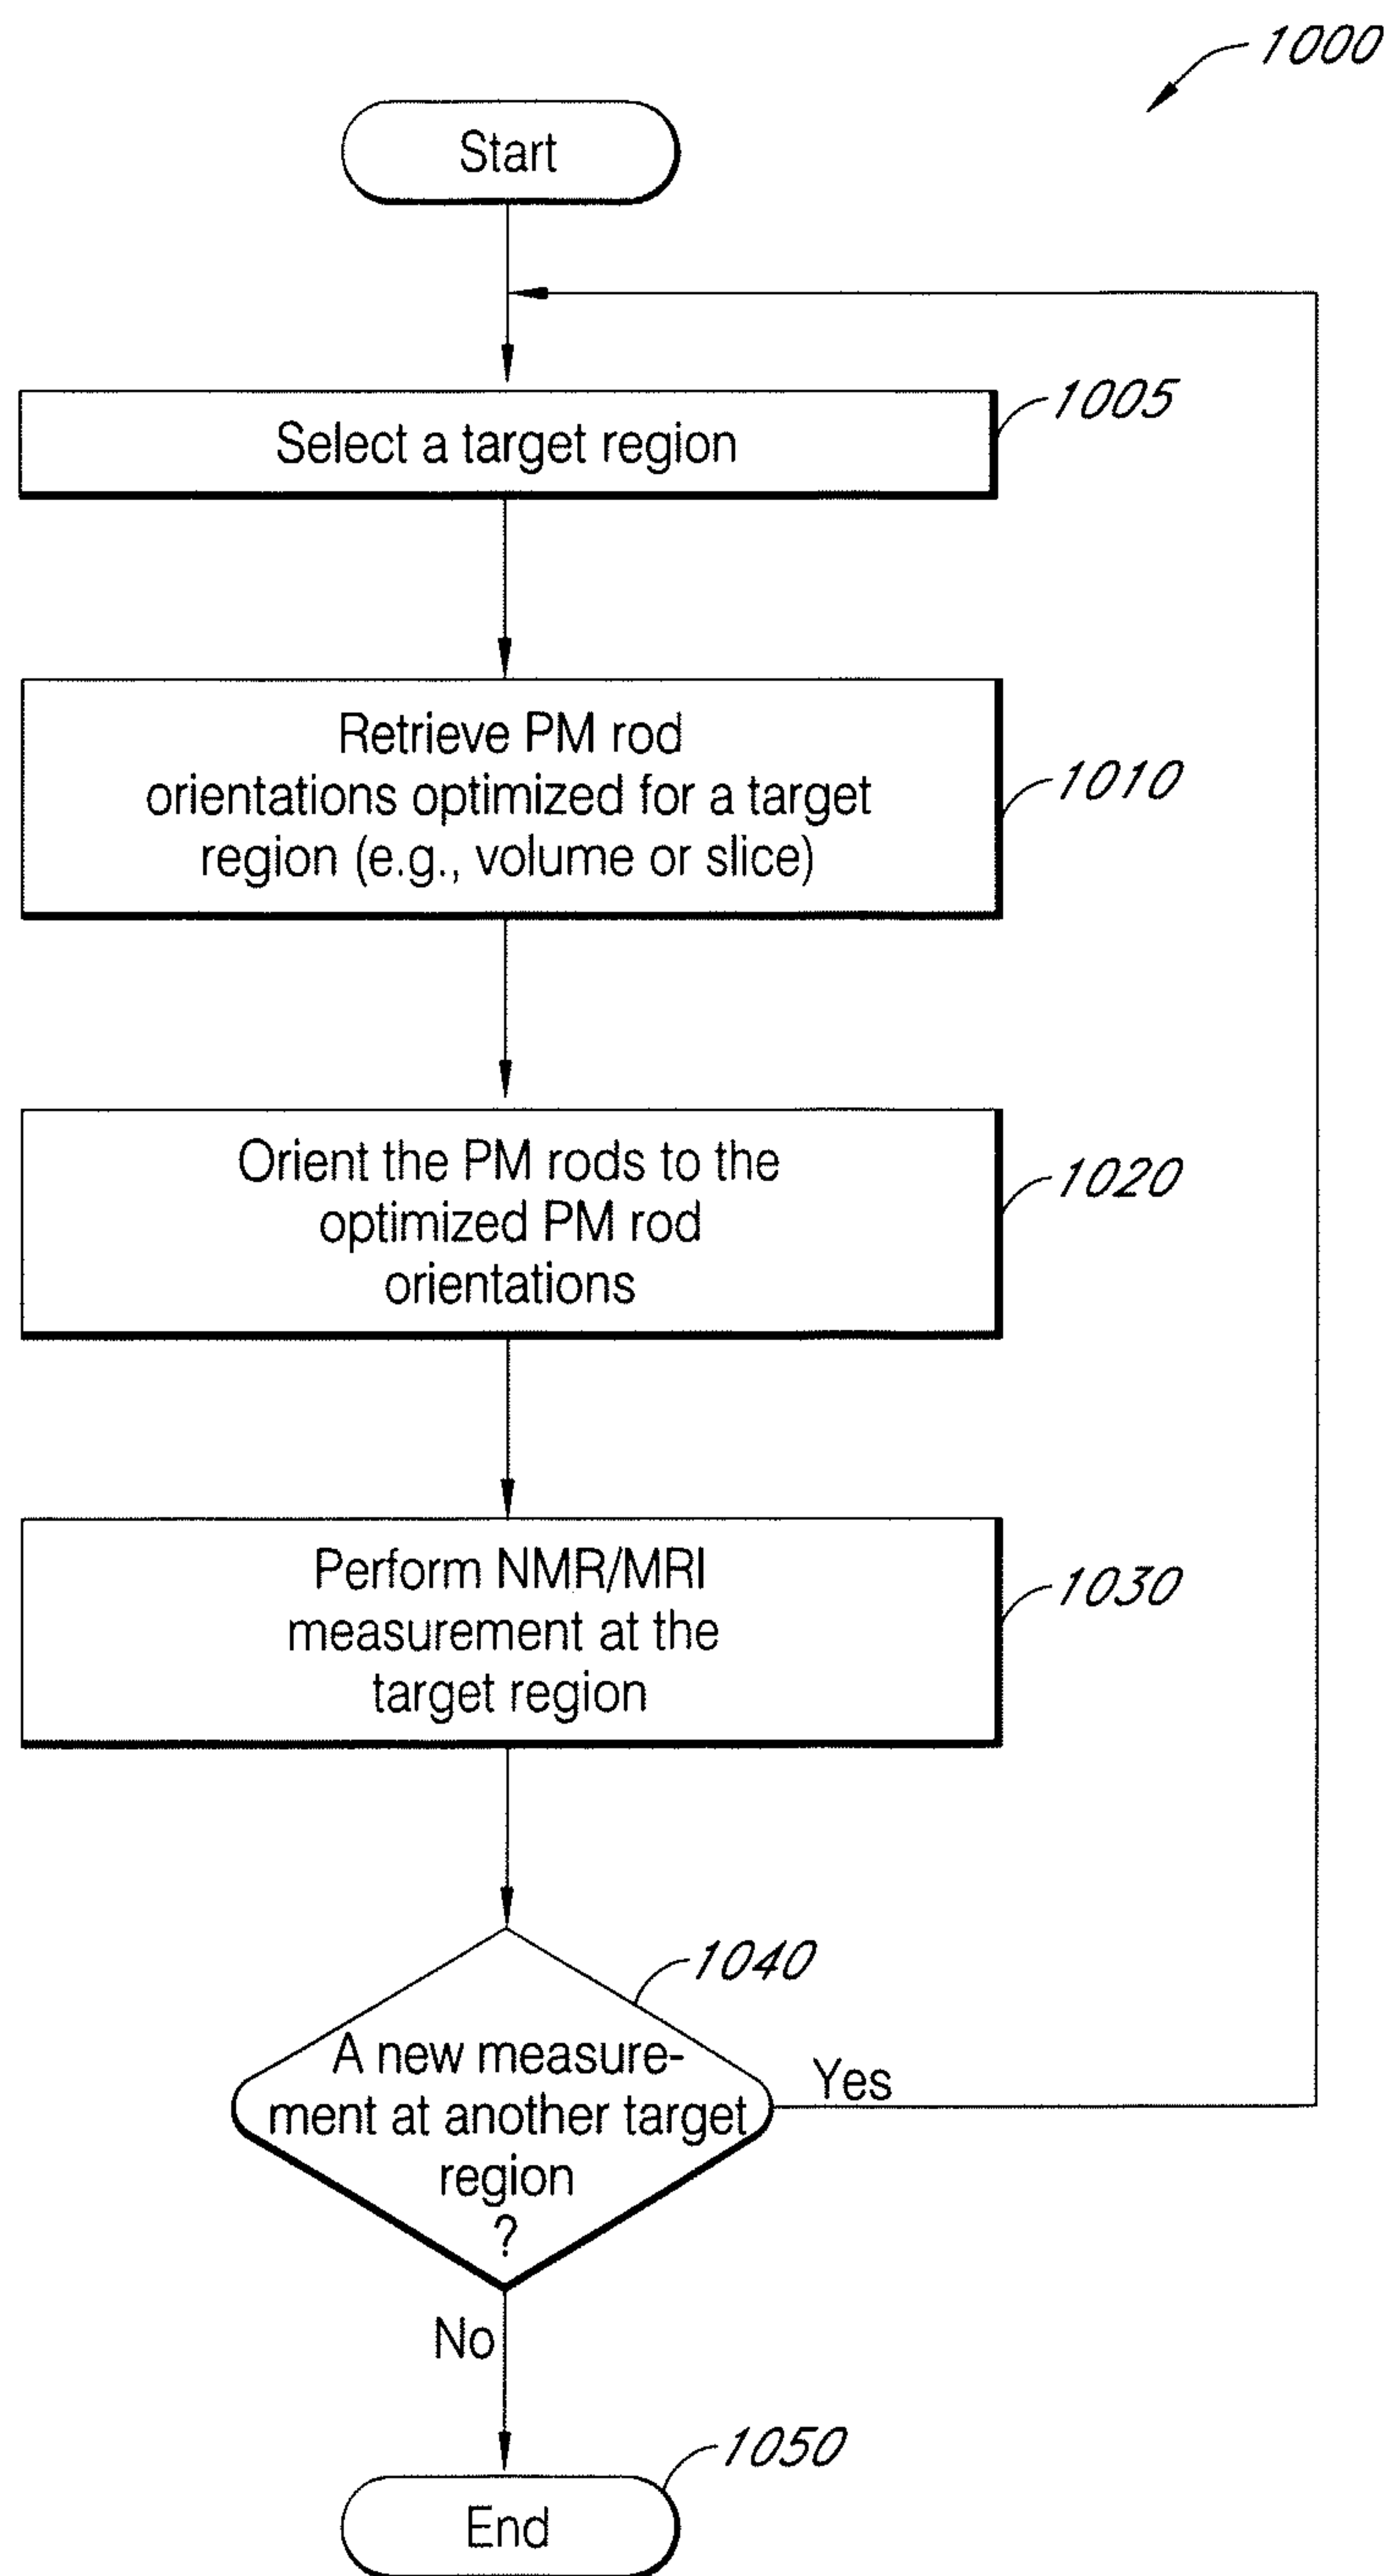 1000
Start
Select a target region
1005
Retrieve PM rod
orientations optimized for a target
region (e.g., volume or slice)
1010
Orient the PM rods to the
optimized PM rod
orientations
1020
Perform NMR/MRI
measurement at the
target region
1030
1040
A new measure-
ment at another target
region
?
Yes
No
1050
End